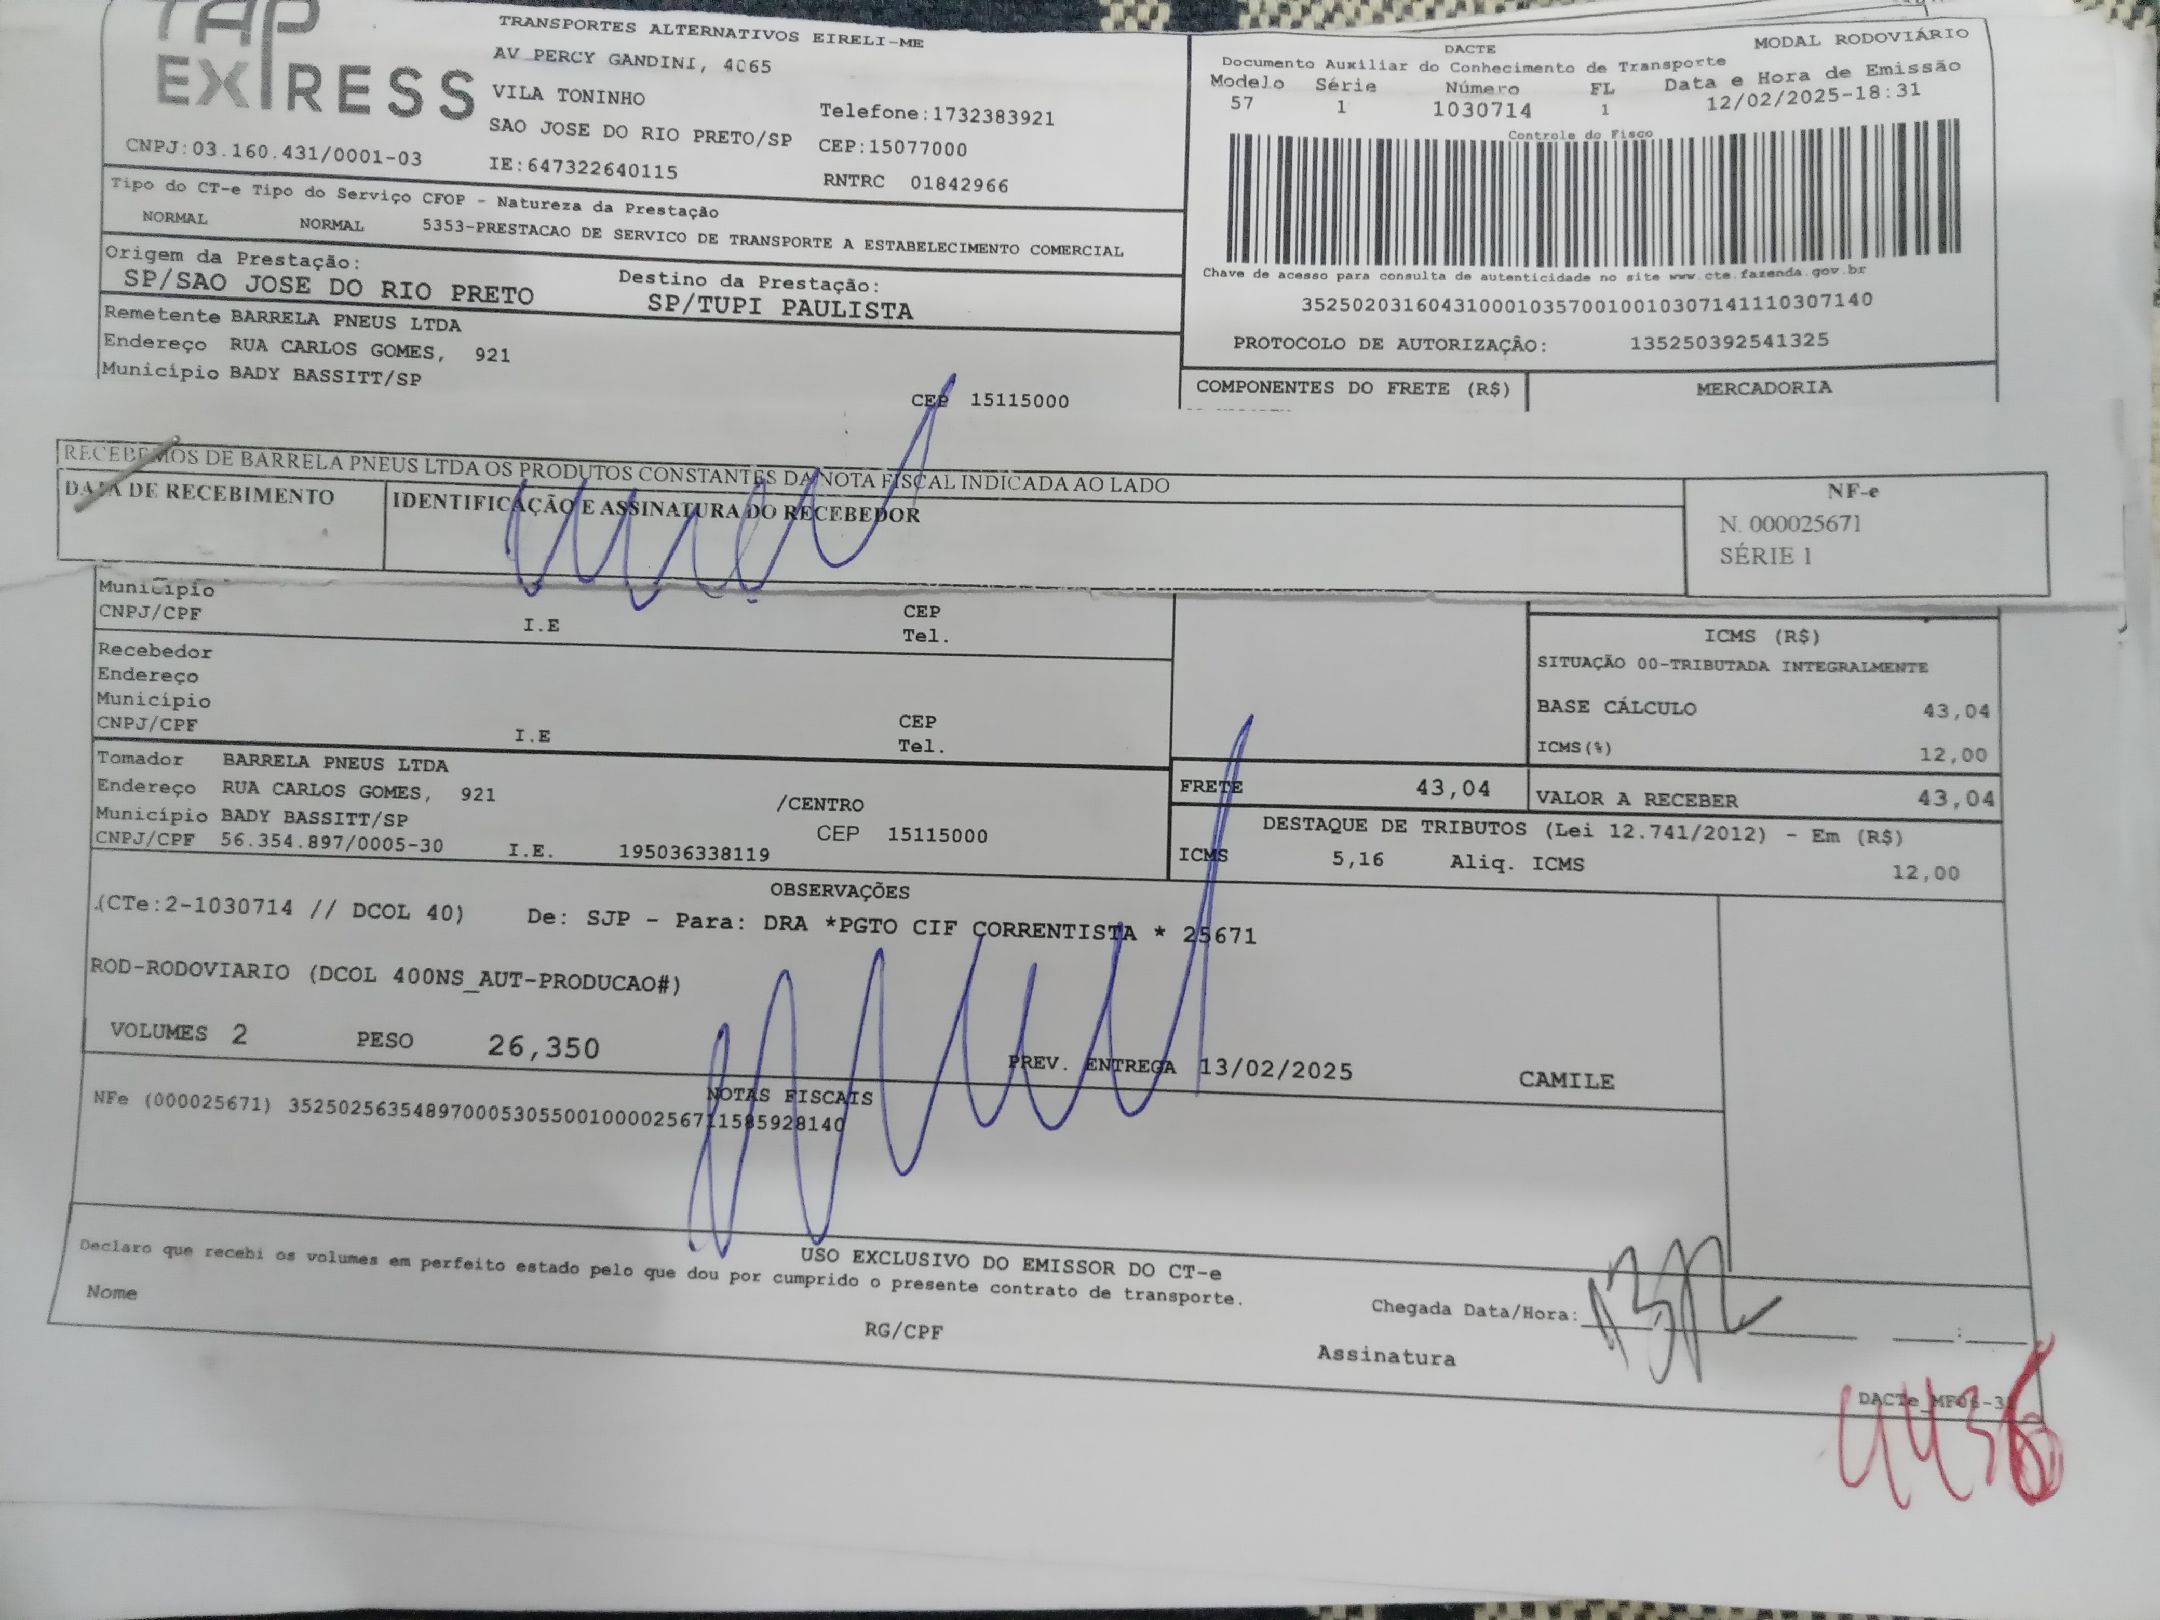 TAP
EXPRESS
TRANSPORTES ALTERNATIVOS EIRELI-ME
AV PERCY GANDINI, 4065
VILA TONINHO
Telefone:1732383921
SAO JOSE DO RIO PRETO/SP
CEP:15077000
CNPJ:03.160.431/0001-03
IE:647322640115
RNTRC 01842966
Tipo do CT-e Tipo do Serviço CFOP - Natureza da Prestação
NORMAL NORMAL 5353-PRESTACAO DE SERVICO DE TRANSPORTE A ESTABELECIMENTO COMERCIAL
Origem da Prestação:
SP/SAO JOSE DO RIO PRETO
Destino da Prestação:
SP/TUPI PAULISTA
Remetente BARRELA PNEUS LTDA
Endereço RUA CARLOS GOMES, 921
Município BADY BASSITT/SP
CEP 15115000
DACTE
MODAL RODOVIÁRIO
Documento Auxiliar do Conhecimento de Transporte
Modelo Série Número FL Data e Hora de Emissão
57 1 1030714 1 12/02/2025-18:31
Controle do Fisco
Chave de acesso para consulta de autenticidade no site www.cte.fazenda.gov.br
35250203160431000103570010010307141110307140
PROTOCOLO DE AUTORIZAÇÃO: 135250392541325
COMPONENTES DO FRETE (R$) MERCADORIA
RECEBEMOS DE BARRELA PNEUS LTDA OS PRODUTOS CONSTANTES DA NOTA FISCAL INDICADA AO LADO
DATA DE RECEBIMENTO
IDENTIFICAÇÃO E ASSINATURA DO RECEBEDOR
NF-e
N. 000025671
SÉRIE 1
Município
CNPJ/CPF
I.E
CEP
Tel.
Recebedor
Endereço
Município
CNPJ/CPF
I.E
CEP
Tel.
ICMS (R$)
SITUAÇÃO 00-TRIBUTADA INTEGRALMENTE
BASE CÁLCULO 43,04
ICMS(%) 12,00
Tomador BARRELA PNEUS LTDA
Endereço RUA CARLOS GOMES, 921 /CENTRO
Município BADY BASSITT/SP
CEP 15115000
CNPJ/CPF 56.354.897/0005-30 I.E. 195036338119
FRETE 43,04
VALOR A RECEBER 43,04
DESTAQUE DE TRIBUTOS (Lei 12.741/2012) - Em (R$)
ICMS 5,16 Aliq. ICMS 12,00
OBSERVAÇÕES
.(CTe:2-1030714 // DCOL 40) De: SJP - Para: DRA *PGTO CIF CORRENTISTA * 25671
ROD-RODOVIARIO (DCOL 400NS_AUT-PRODUCAO#)
VOLUMES 2 PESO 26,350
PREV. ENTREGA 13/02/2025
CAMILE
NOTAS FISCAIS
NFe (000025671) 35250256354897000530550010000256711585928140
USO EXCLUSIVO DO EMISSOR DO CT-e
Declaro que recebi os volumes em perfeito estado pelo que dou por cumprido o presente contrato de transporte.
Nome
RG/CPF
Chegada Data/Hora:
Assinatura